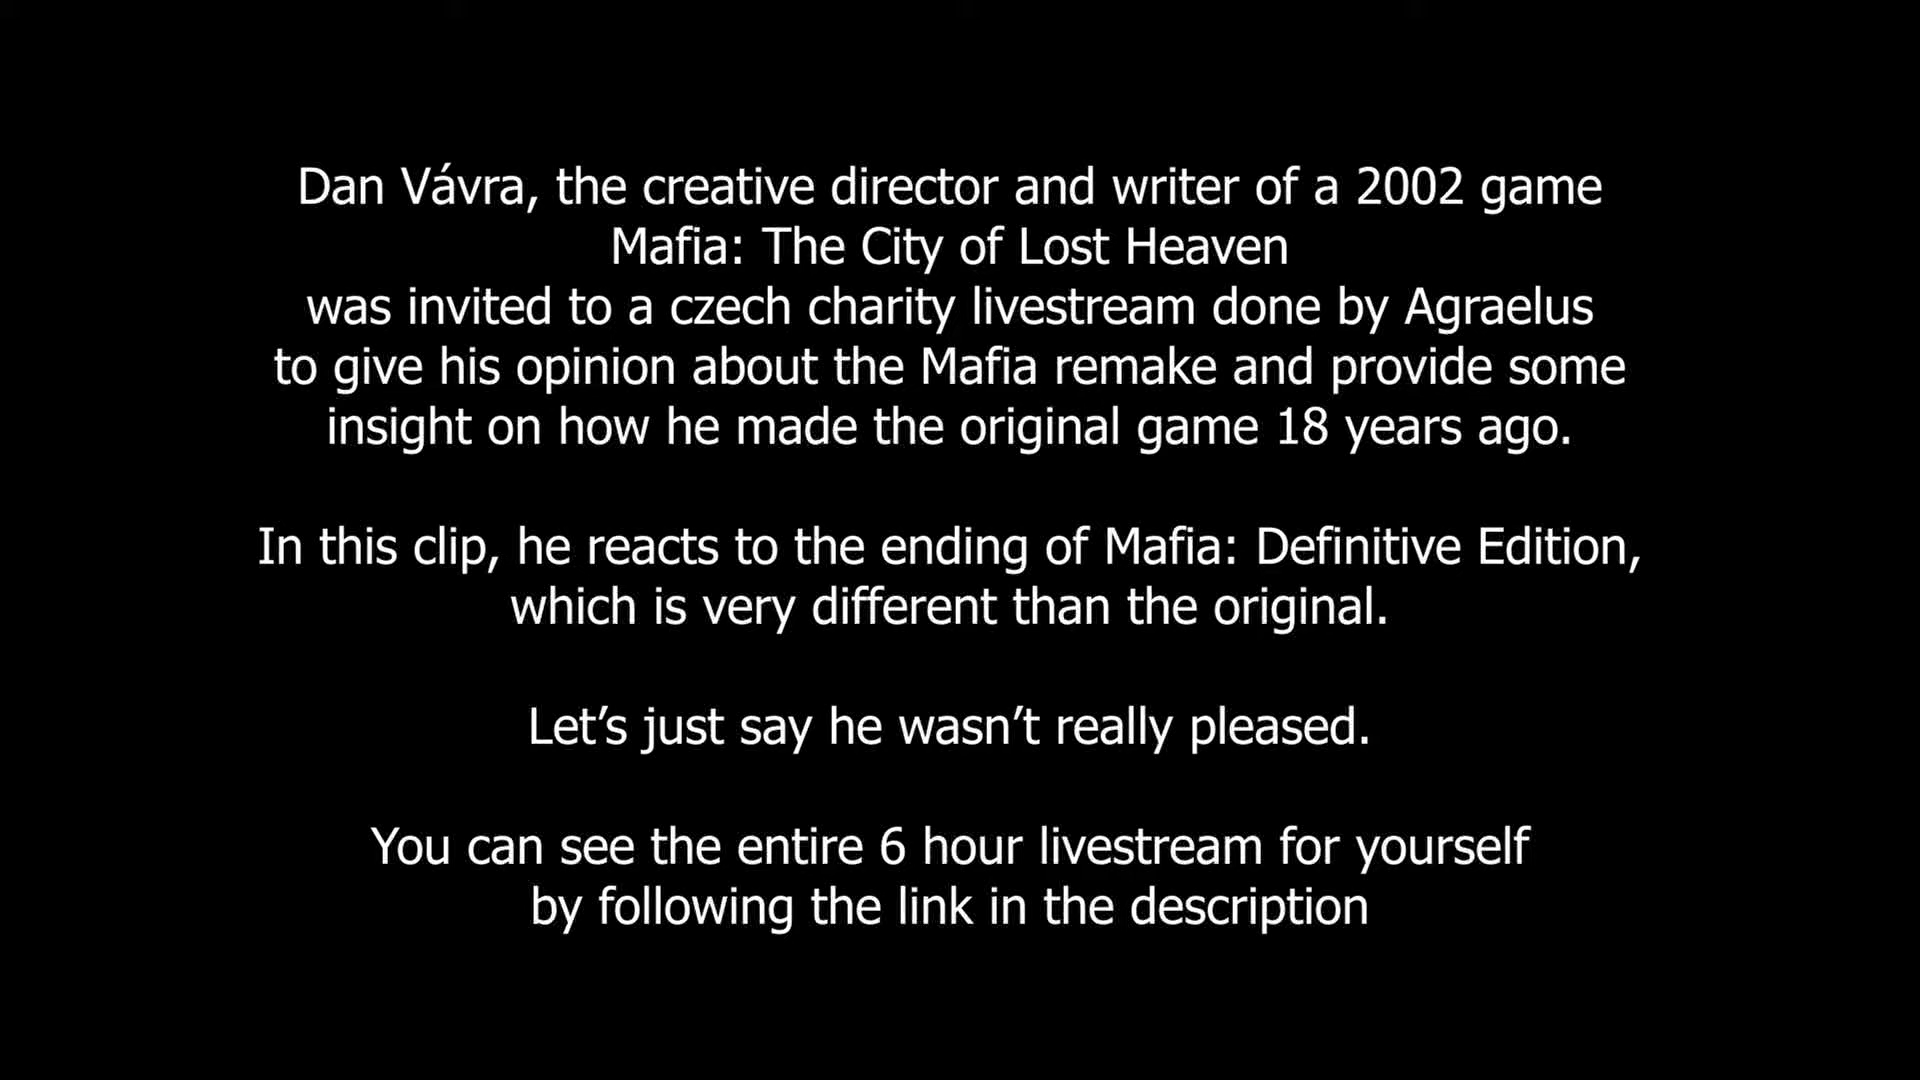 Dan Vávra, the creative director and writer of a 2002 game
Mafia: The City of Lost Heaven
was invited to a czech charity livestream done by Agraelus
to give his opinion about the Mafia remake and provide some
insight on how he made the original game 18 years ago.
In this clip, he reacts to the ending of Mafia: Definitive Edition,
which is very different than the original.
Let’s just say he wasn’t really pleased.
You can see the entire 6 hour livestream for yourself
by following the link in the description